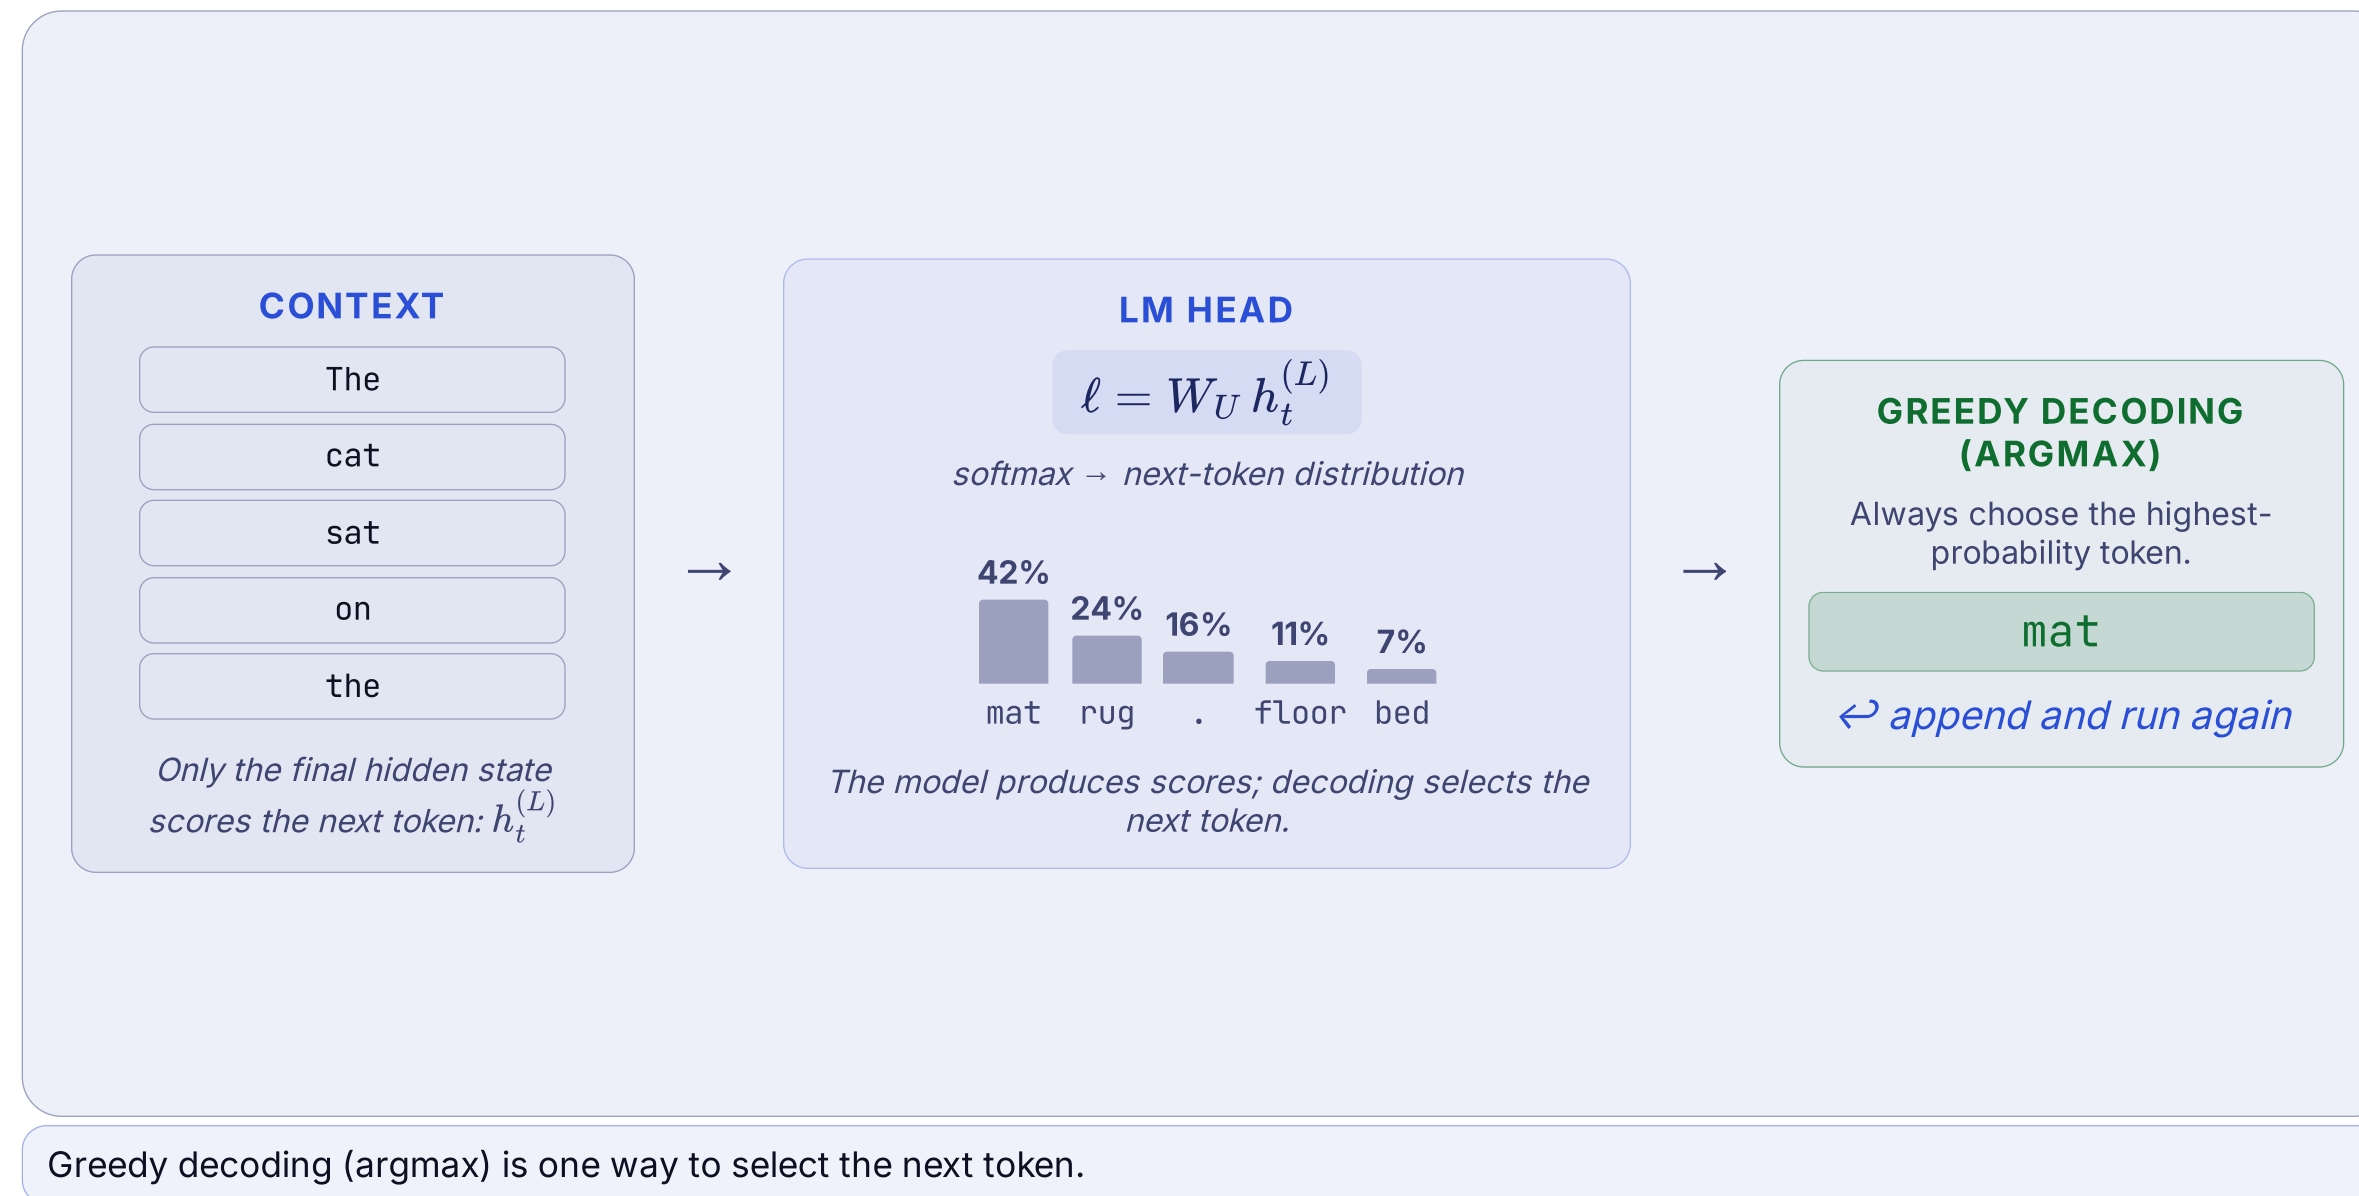 CONTEXT
The
cat
sat
on
the
Only the final hidden state
scores the next token: h_t^{(L)}
→
LM HEAD
ℓ = W_U h_t^{(L)}
softmax → next-token distribution
42% 24% 16% 11% 7%
mat rug . floor bed
The model produces scores; decoding selects the
next token.
→
GREEDY DECODING
(ARGMAX)
Always choose the highest-
probability token.
mat
↩ append and run again
Greedy decoding (argmax) is one way to select the next token.